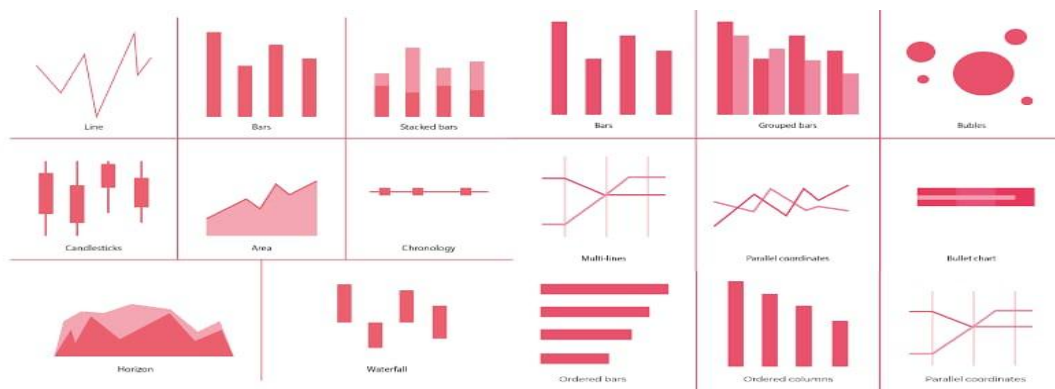 Line
Bars
Stacked bars
Bars
Grouped bars
Bubles
Candlesticks
Area
Chronology
Multi-lines
Parallel coordinates
Bullet chart
Horizon
Waterfall
Ordered bars
Ordered columns
Parallel coordinates